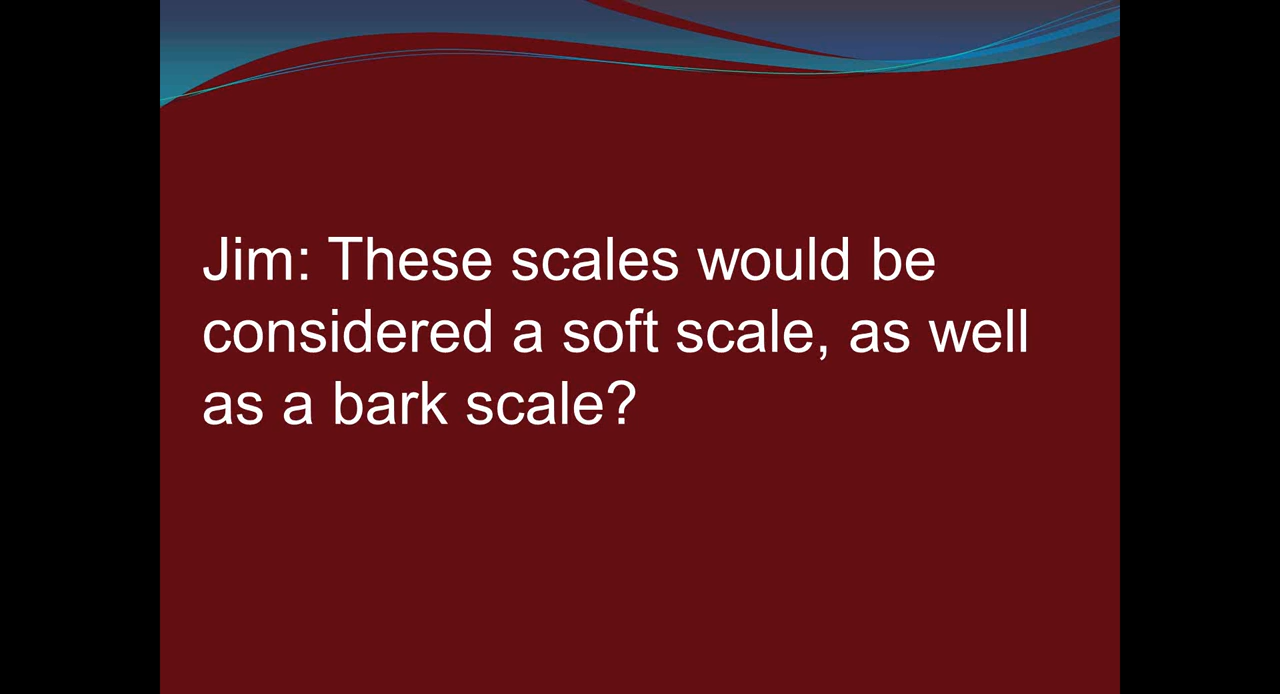 Jim: These scales would be
considered a soft scale, as well
as a bark scale?